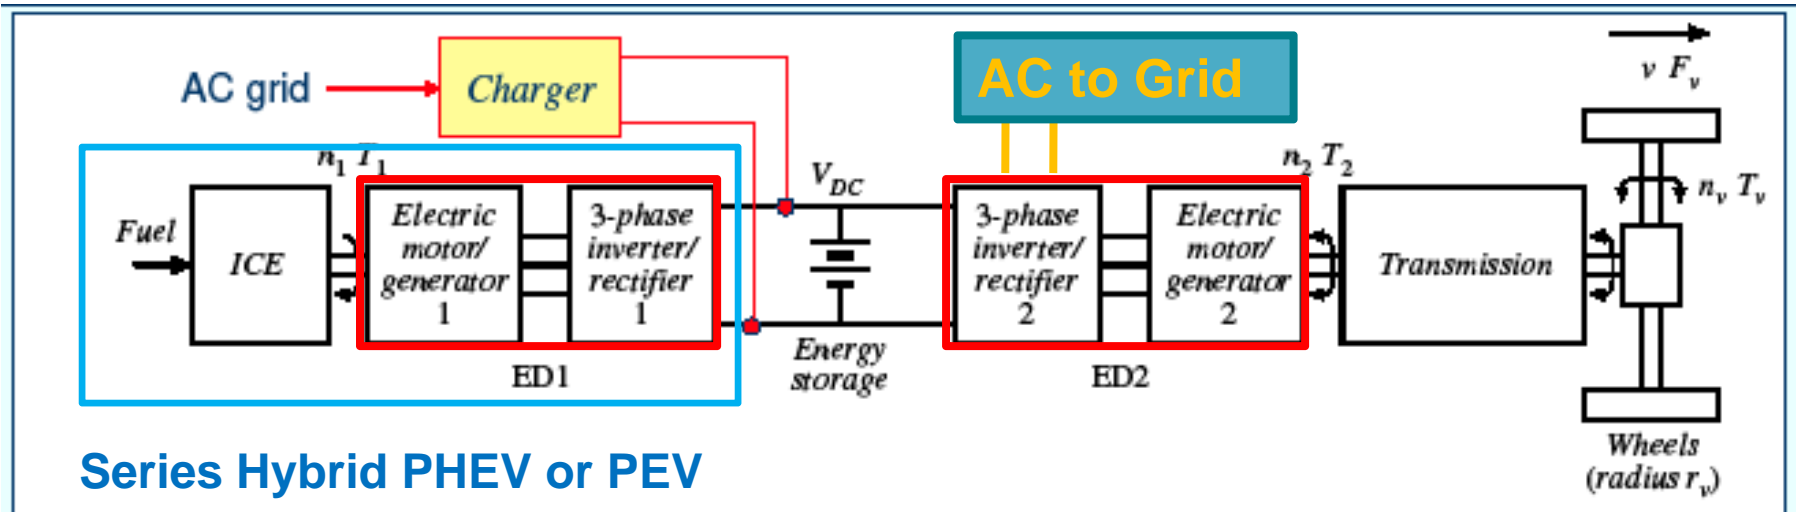 AC grid
Charger
AC to Grid
v F_v
n_1 T_1
V_DC
n_2 T_2
n_v T_v
Fuel
ICE
Electric
motor/
generator
1
3-phase
inverter/
rectifier
1
3-phase
inverter/
rectifier
2
Electric
motor/
generator
2
Transmission
ED1
Energy
storage
ED2
Wheels
(radius r_v)
Series Hybrid PHEV or PEV